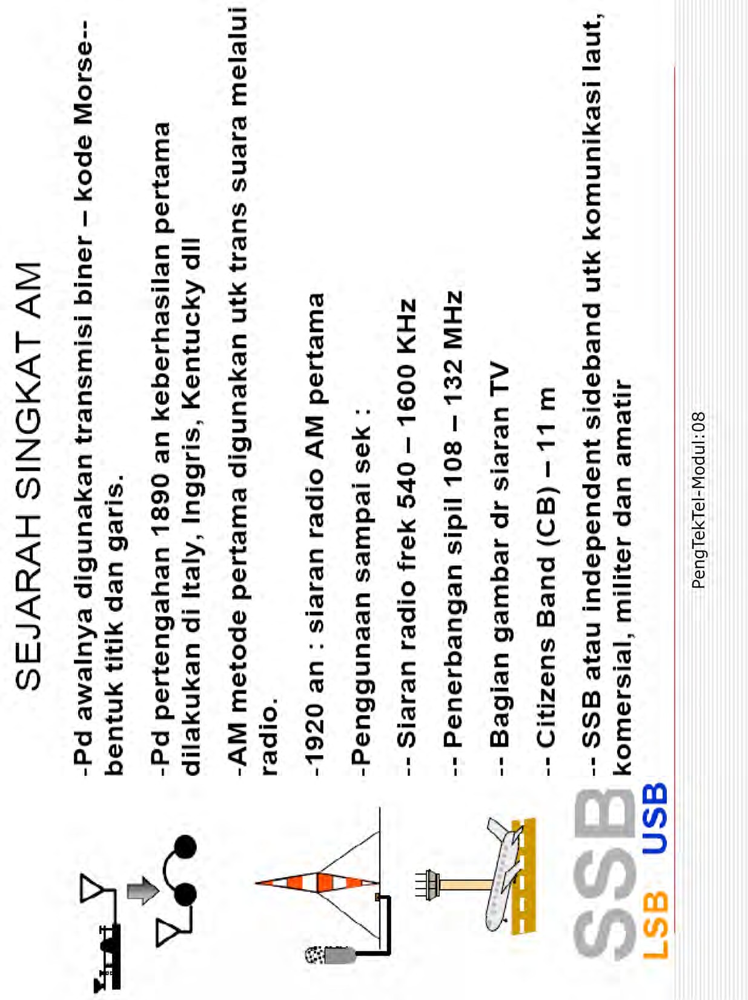 SEJARAH SINGKAT AM
-Pd awalnya digunakan transmisi biner – kode Morse--
bentuk titik dan garis.
-Pd pertengahan 1890 an keberhasilan pertama
dilakukan di Italy, Inggris, Kentucky dll
-AM metode pertama digunakan utk trans suara melalui
radio.
-1920 an : siaran radio AM pertama
-Penggunaan sampai sek :
-- Siaran radio frek 540 – 1600 KHz
-- Penerbangan sipil 108 – 132 MHz
-- Bagian gambar dr siaran TV
-- Citizens Band (CB) – 11 m
-- SSB atau independent sideband utk komunikasi laut,
komersial, militer dan amatir
SSB
LSB USB
PengTekTel-Modul:08